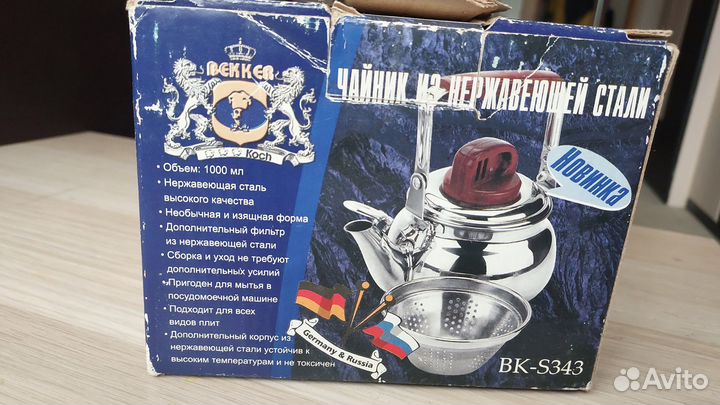 BEKKER
Koch
ЧАЙНИК ИЗ НЕРЖАВЕЮЩЕЙ СТАЛИ
Новинка
• Объем: 1000 мл
• Нержавеющая сталь
высокого качества
• Необычная и изящная форма
• Дополнительный фильтр
из нержавеющей стали
• Сборка и уход не требуют
дополнительных усилий
• Пригоден для мытья в
посудомоечной машине
• Подходит для всех
видов плит
• Дополнительный корпус из
нержавеющей стали устойчив к
высоким температурам и не токсичен
Germany & Russia
BK-S343
Avito